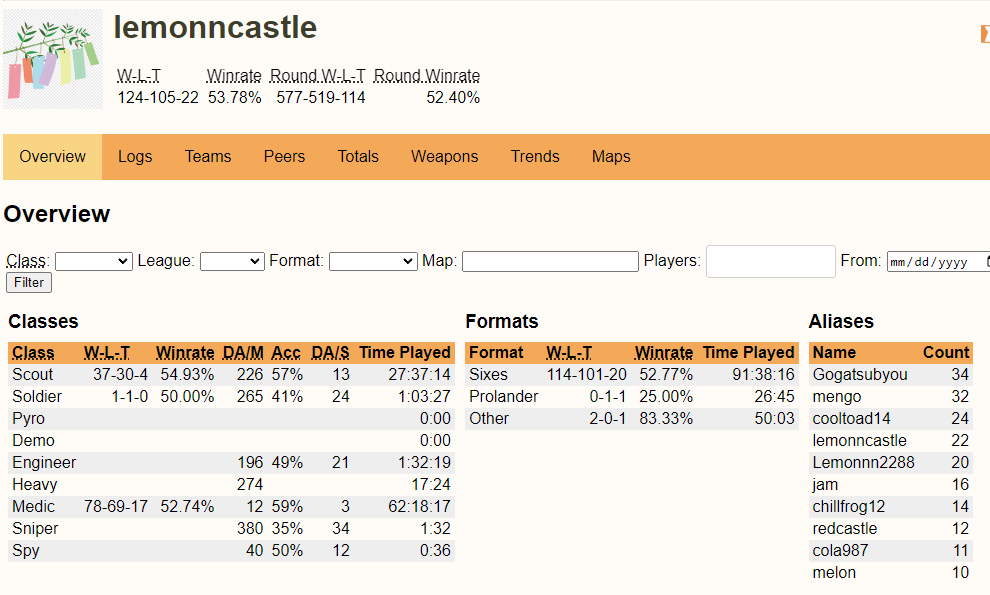 lemonncastle
W-L-T Winrate Round W-L-T Round Winrate
124-105-22 53.78% 577-519-114 52.40%
Overview Logs Teams Peers Totals Weapons Trends Maps
Overview
Class: League: Format: Map: Players: From: mm/dd/yyyy
Filter
Classes
Class W-L-T Winrate DA/M Acc DA/S Time Played
Scout 37-30-4 54.93% 226 57% 13 27:37:14
Soldier 1-1-0 50.00% 265 41% 24 1:03:27
Pyro 0:00
Demo 0:00
Engineer 196 49% 21 1:32:19
Heavy 274 17:24
Medic 78-69-17 52.74% 12 59% 3 62:18:17
Sniper 380 35% 34 1:32
Spy 40 50% 12 0:36
Formats
Format W-L-T Winrate Time Played
Sixes 114-101-20 52.77% 91:38:16
Prolander 0-1-1 25.00% 26:45
Other 2-0-1 83.33% 50:03
Aliases
Name Count
Gogatsubyou 34
mengo 32
cooltoad14 24
lemonncastle 22
Lemonnn2288 20
jam 16
chillfrog12 14
redcastle 12
cola987 11
melon 10